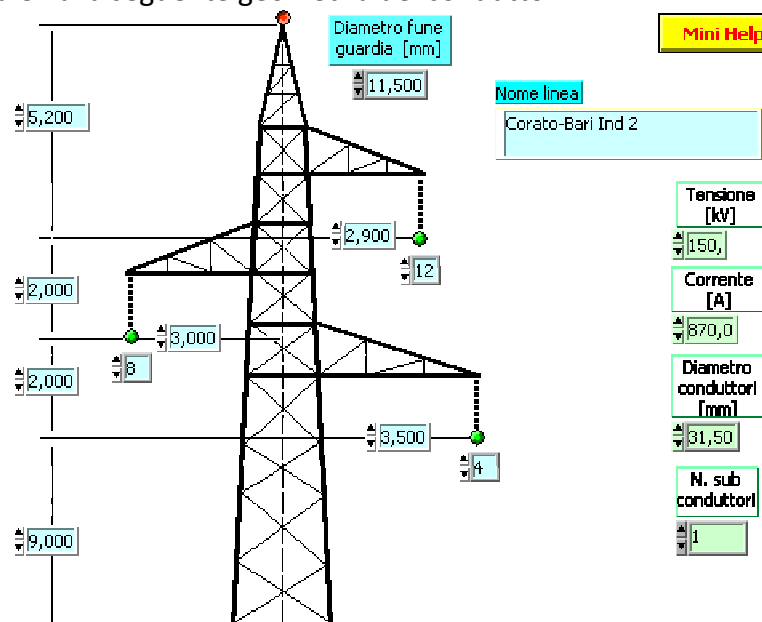 Diametro fune
guardia [mm]
11,500
Mini Help
Nome linea
Corato-Bari Ind 2
5,200
Tensione
[kV]
150,
2,900
12
2,000
Corrente
[A]
870,0
3,000
8
2,000
Diametro
conduttori
[mm]
31,50
3,500
4
N. sub
conduttori
1
9,000